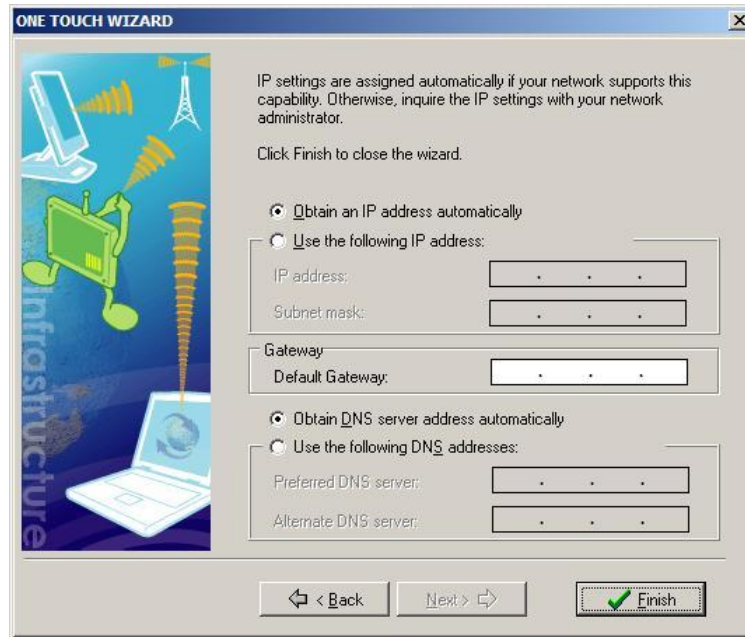 ONE TOUCH WIZARD
IP settings are assigned automatically if your network supports this
capability. Otherwise, inquire the IP settings with your network
administrator.
Click Finish to close the wizard.
Obtain an IP address automatically
Use the following IP address:
IP address:
Subnet mask:
Gateway
Default Gateway:
Obtain DNS server address automatically
Use the following DNS addresses:
Preferred DNS server:
Alternate DNS server:
infrastructure
< Back
Next >
Finish